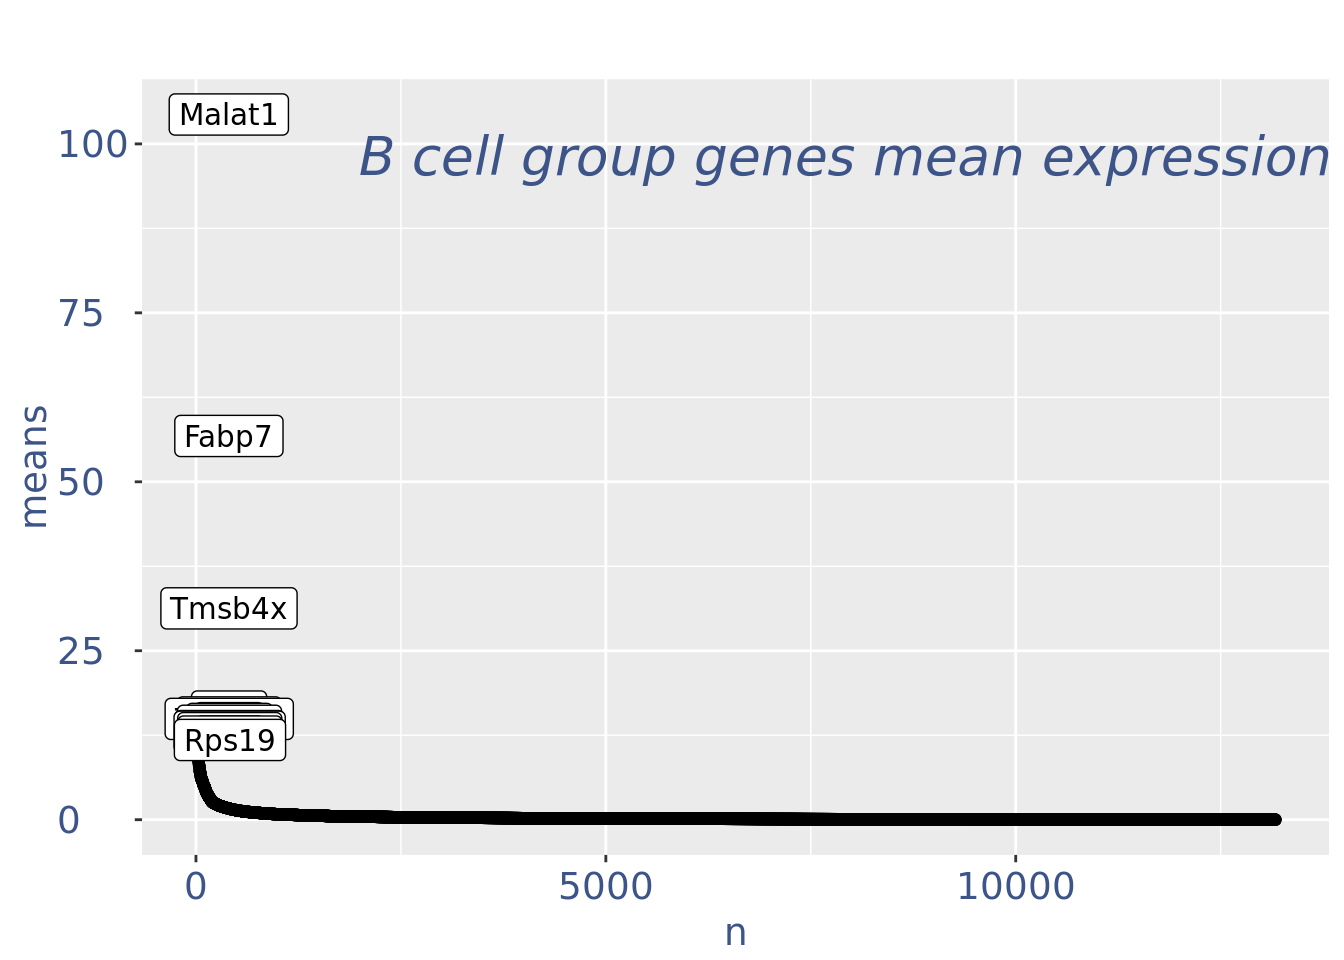 Malat1
100
B cell group genes mean expression
75
Fabp7
means
50
Tmsb4x
25
Rps19
0
0 5000 10000
n